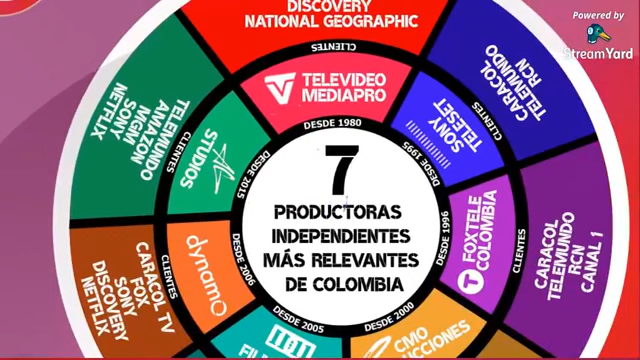 Powered by
StreamYard
DISCOVERY
NATIONAL GEOGRAPHIC
CLIENTES
TELEVIDEO
MEDIAPRO
DESDE 1980
CARACOL
TELEMUNDO
RCN
CLIENTES
SONY
TELESET
DESDE 1995
CARACOL
TELEMUNDO
RCN
CANAL 1
CLIENTES
FOXTELE
COLOMBIA
DESDE 1996
CMO
DESDE 2000
DESDE 2005
CARACOL TV
FOX
SONY
DISCOVERY
NETFLIX
CLIENTES
dynamo
DESDE 2006
TELEMUNDO
AMAZON
MGM
SONY
NETFLIX
CLIENTES
STUDIOS
DESDE 2015
7
PRODUCTORAS
INDEPENDIENTES
MÁS RELEVANTES
DE COLOMBIA